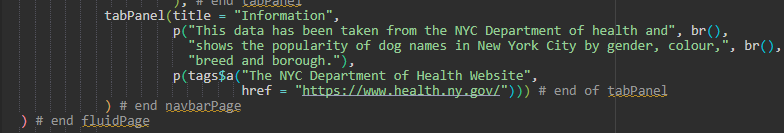 ), # end tabPanel
tabPanel(title = "Information",
p("This data has been taken from the NYC Department of health and", br(),
"shows the popularity of dog names in New York City by gender, colour,", br(),
"breed and borough."),
p(tags$a("The NYC Department of Health Website",
href = "https://www.health.ny.gov/"))) # end of tabPanel
) # end navbarPage
) # end fluidPage